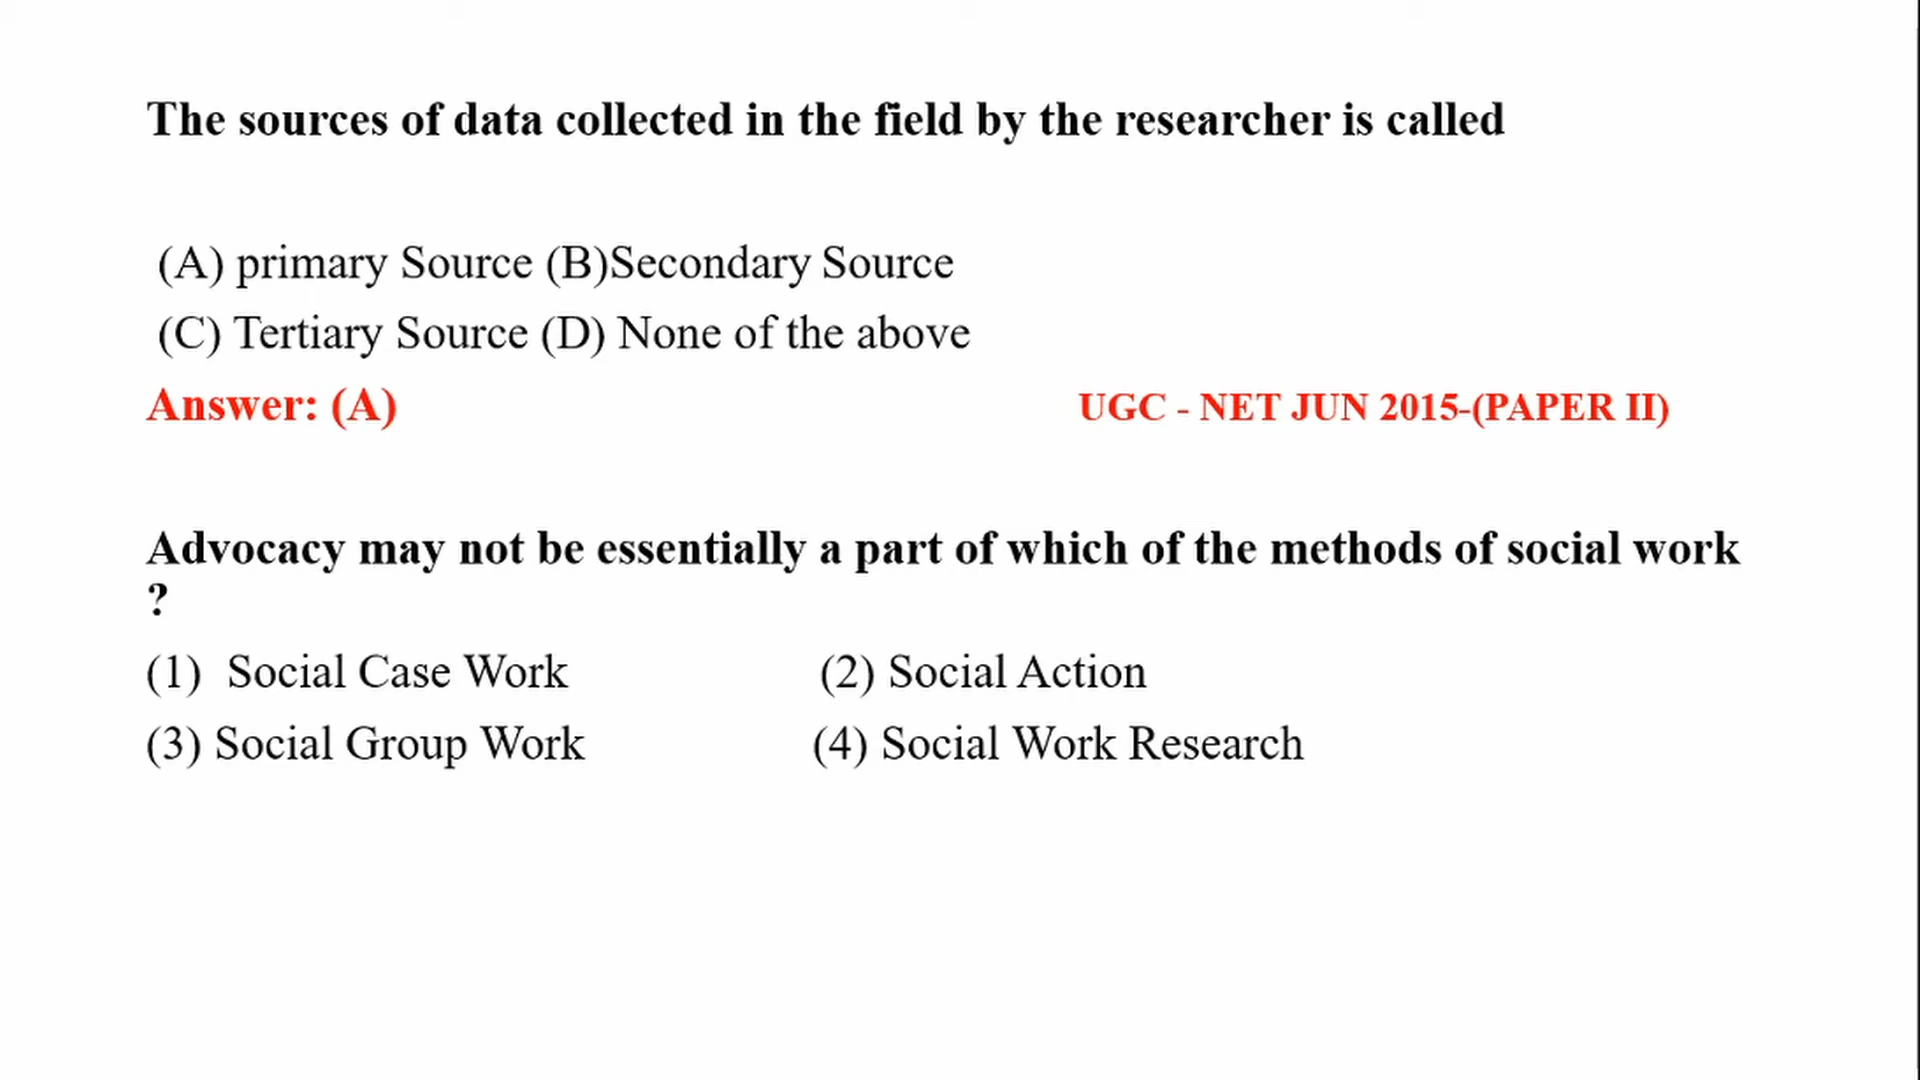 The sources of data collected in the field by the researcher is called
(A) primary Source (B)Secondary Source
(C) Tertiary Source (D) None of the above
Answer: (A) UGC - NET JUN 2015-(PAPER II)
Advocacy may not be essentially a part of which of the methods of social work
?
(1) Social Case Work (2) Social Action
(3) Social Group Work (4) Social Work Research